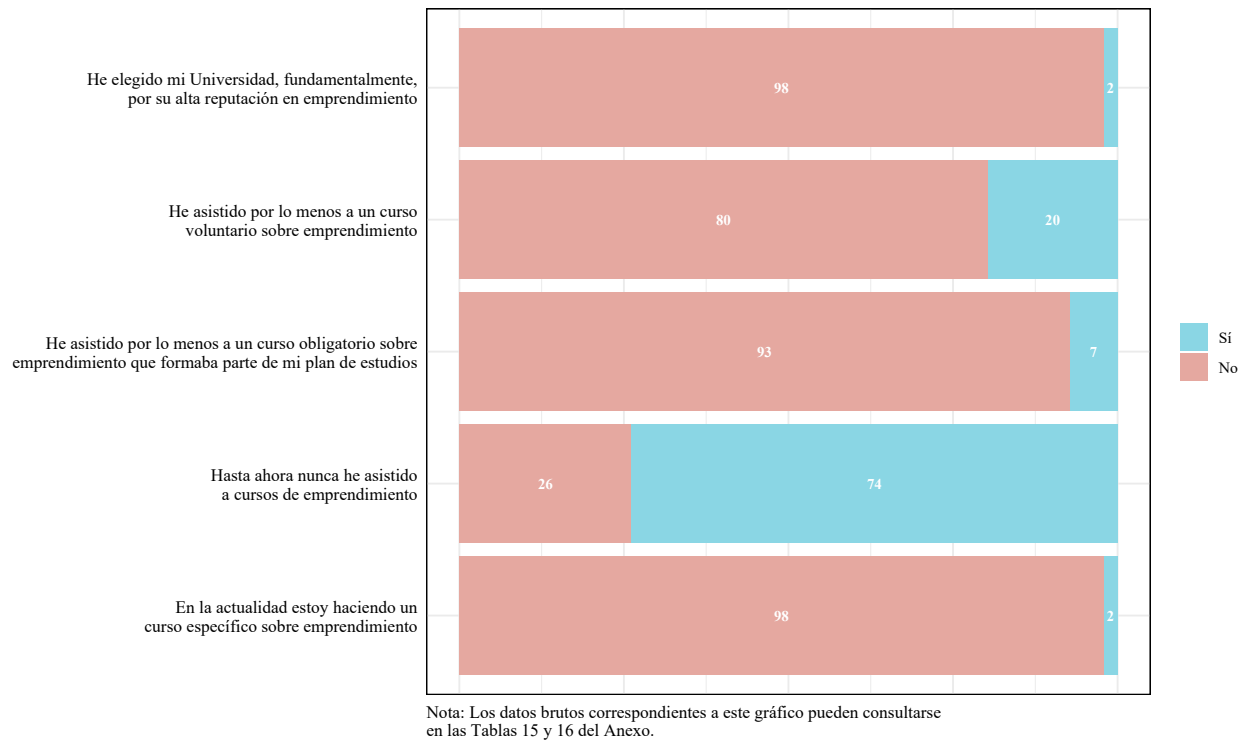 He elegido mi Universidad, fundamentalmente,
por su alta reputación en emprendimiento
98
2
He asistido por lo menos a un curso
voluntario sobre emprendimiento
80
20
He asistido por lo menos a un curso obligatorio sobre
emprendimiento que formaba parte de mi plan de estudios
93
7
Hasta ahora nunca he asistido
a cursos de emprendimiento
26
74
En la actualidad estoy haciendo un
curso específico sobre emprendimiento
98
2
Sí
No
Nota: Los datos brutos correspondientes a este gráfico pueden consultarse
en las Tablas 15 y 16 del Anexo.